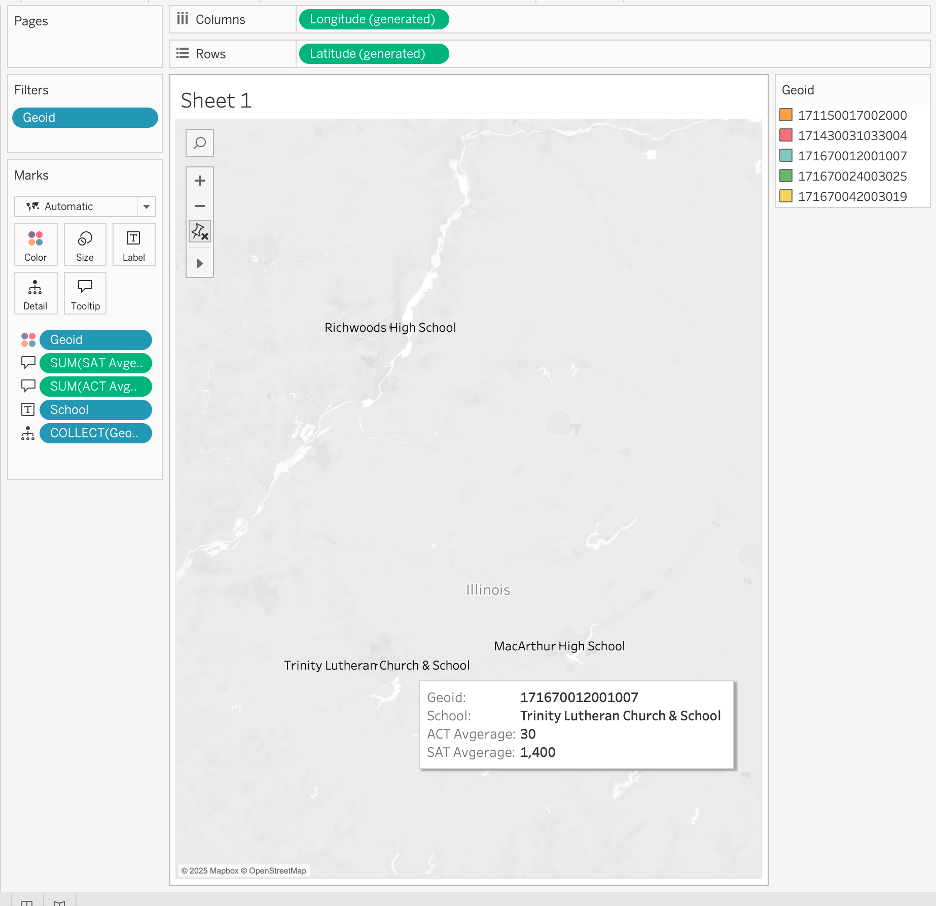 Pages
Columns
Longitude (generated)
Rows
Latitude (generated)
Filters
Geoid
Marks
Automatic
Color
Size
Label
Detail
Tooltip
Geoid
SUM(SAT Avge..
SUM(ACT Avg..
School
COLLECT(Geo..
Sheet 1
Richwoods High School
Illinois
MacArthur High School
Trinity Lutheran Church & School
Geoid: 171670012001007
School: Trinity Lutheran Church & School
ACT Avgerage: 30
SAT Avgerage: 1,400
© 2025 Mapbox © OpenStreetMap
Geoid
171150017002000
171430031033004
171670012001007
171670024003025
171670042003019